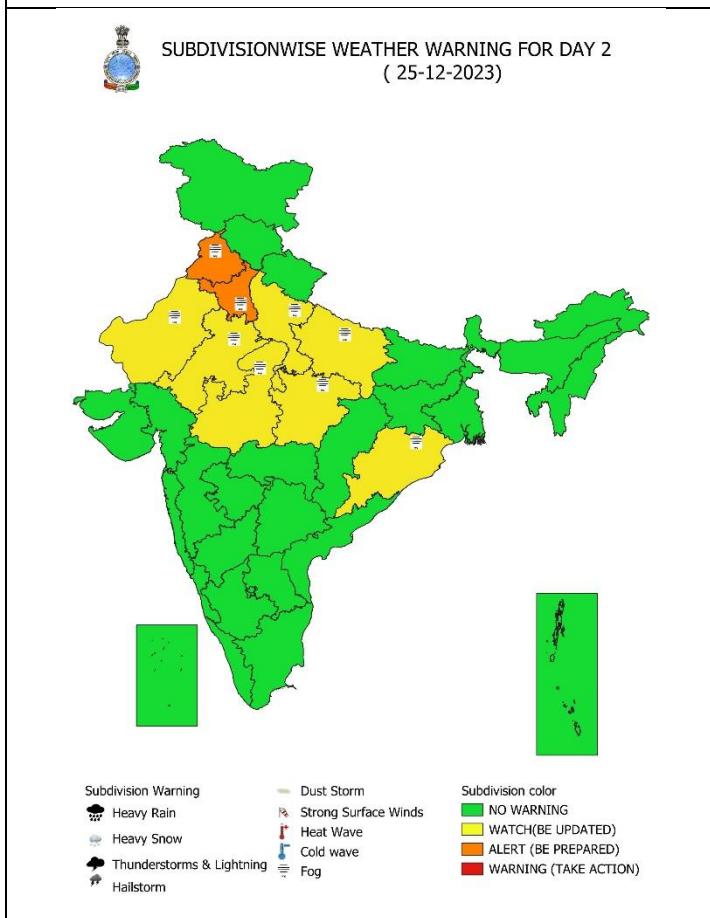 SUBDIVISIONWISE WEATHER WARNING FOR DAY 2
( 25-12-2023)
Subdivision Warning
Heavy Rain
Heavy Snow
Thunderstorms & Lightning
Hailstorm
Dust Storm
Strong Surface Winds
Heat Wave
Cold wave
Fog
Subdivision color
NO WARNING
WATCH(BE UPDATED)
ALERT (BE PREPARED)
WARNING (TAKE ACTION)